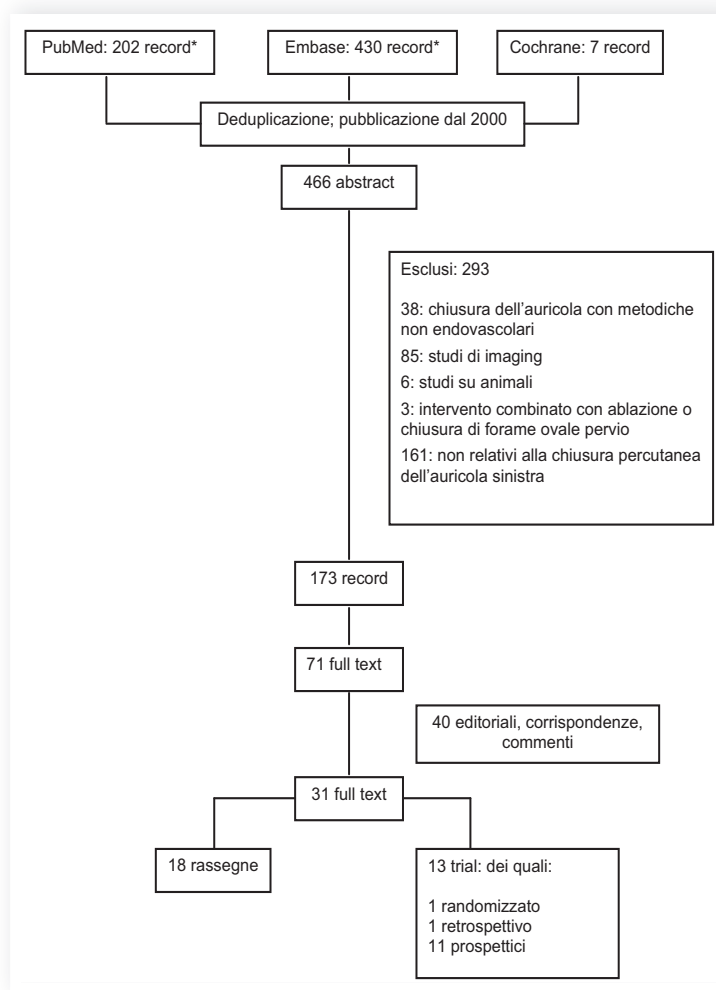 PubMed: 202 record*
Embase: 430 record*
Cochrane: 7 record
Deduplicazione; pubblicazione dal 2000
466 abstract
Esclusi: 293
38: chiusura dell'auricola con metodiche
non endovascolari
85: studi di imaging
6: studi su animali
3: intervento combinato con ablazione o
chiusura di forame ovale pervio
161: non relativi alla chiusura percutanea
dell'auricola sinistra
173 record
71 full text
40 editoriali, corrispondenze,
commenti
31 full text
18 rassegne
13 trial: dei quali:
1 randomizzato
1 retrospettivo
11 prospettici